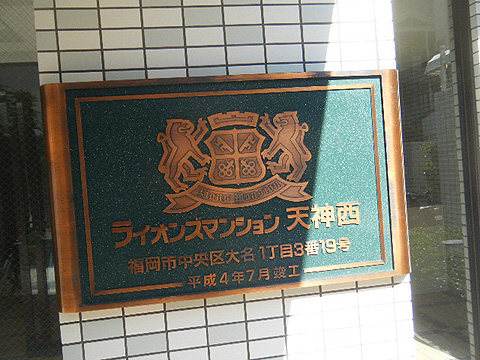 ライオンズマンション 天神西
福岡市中央区大名1丁目3番19号
平成4年7月竣工